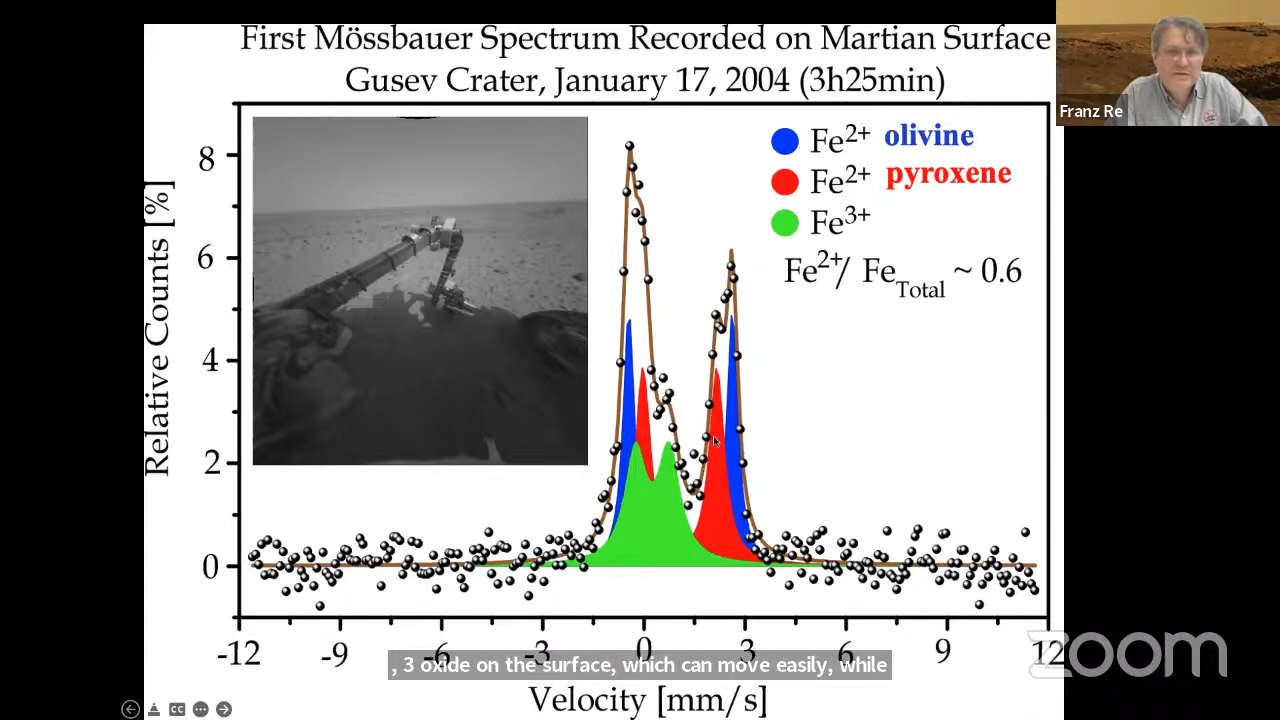 First Mössbauer Spectrum Recorded on Martian Surface
Gusev Crater, January 17, 2004 (3h25min)
Franz Re
Fe²⁺ olivine
Fe²⁺ pyroxene
Fe³⁺
Fe²⁺/ Fe_Total ~ 0.6
Relative Counts [%]
8
6
4
2
0
-12 -9 -6 -3 0 3 6 9 12
, 3 oxide on the surface, which can move easily, while
zoom
Velocity [mm/s]
CC